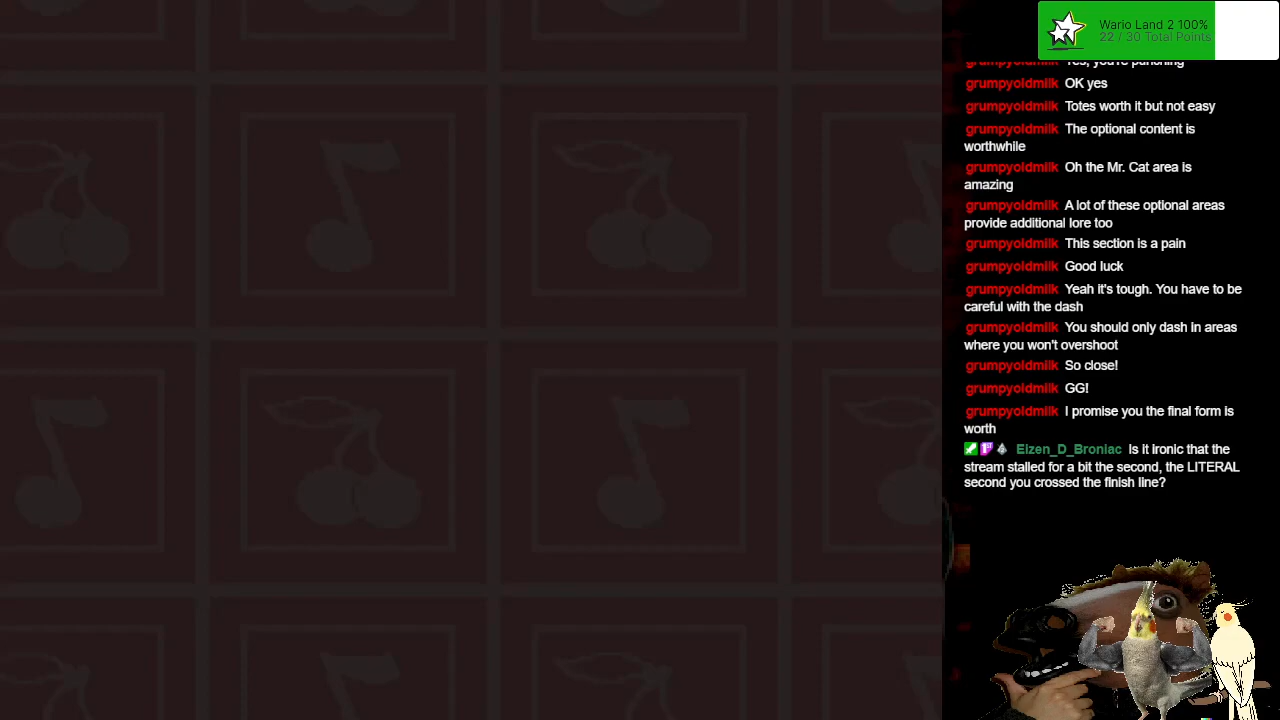 Wario Land 2 100%
22 / 30 Total Points
grumpyoldmilk Yes, you're punching
grumpyoldmilk OK yes
grumpyoldmilk Totes worth it but not easy
grumpyoldmilk The optional content is
worthwhile
grumpyoldmilk Oh the Mr. Cat area is
amazing
grumpyoldmilk A lot of these optional areas
provide additional lore too
grumpyoldmilk This section is a pain
grumpyoldmilk Good luck
grumpyoldmilk Yeah it's tough. You have to be
careful with the dash
grumpyoldmilk You should only dash in areas
where you won't overshoot
grumpyoldmilk So close!
grumpyoldmilk GG!
grumpyoldmilk I promise you the final form is
worth
Elzen_D_Broniac Is it ironic that the
stream stalled for a bit the second, the LITERAL
second you crossed the finish line?